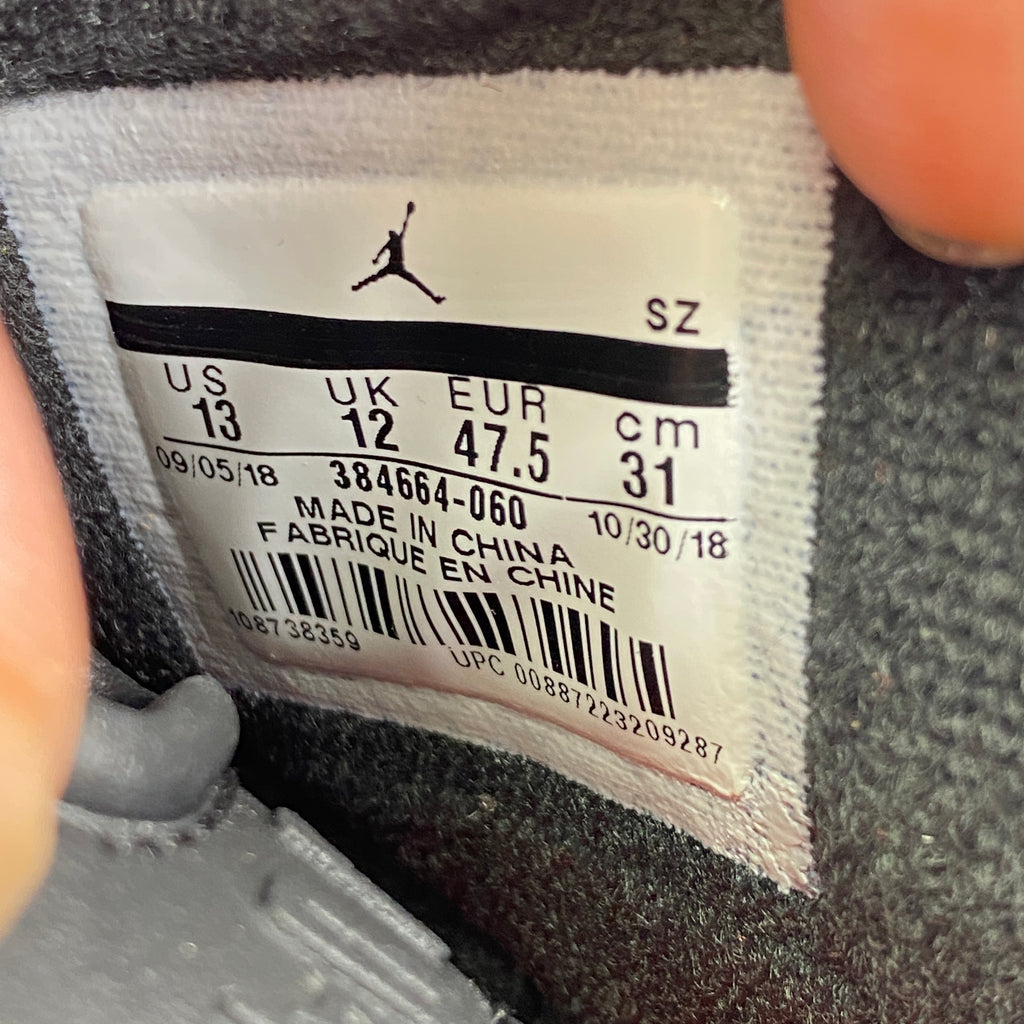 SZ
US UK EUR cm
13 12 47.5 31
09/05/18 384664-060 10/30/18
MADE IN CHINA
FABRIQUE EN CHINE
108738359 UPC 00887223209287